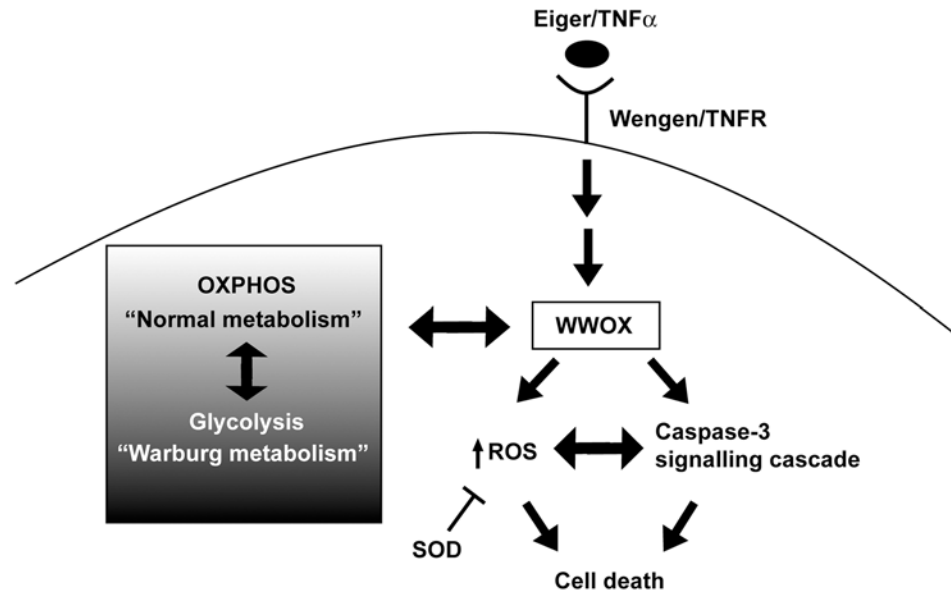 Eiger/TNFα
Wengen/TNFR
OXPHOS
“Normal metabolism”
WWOX
Glycolysis
“Warburg metabolism”
ROS
Caspase-3
signalling cascade
SOD
Cell death